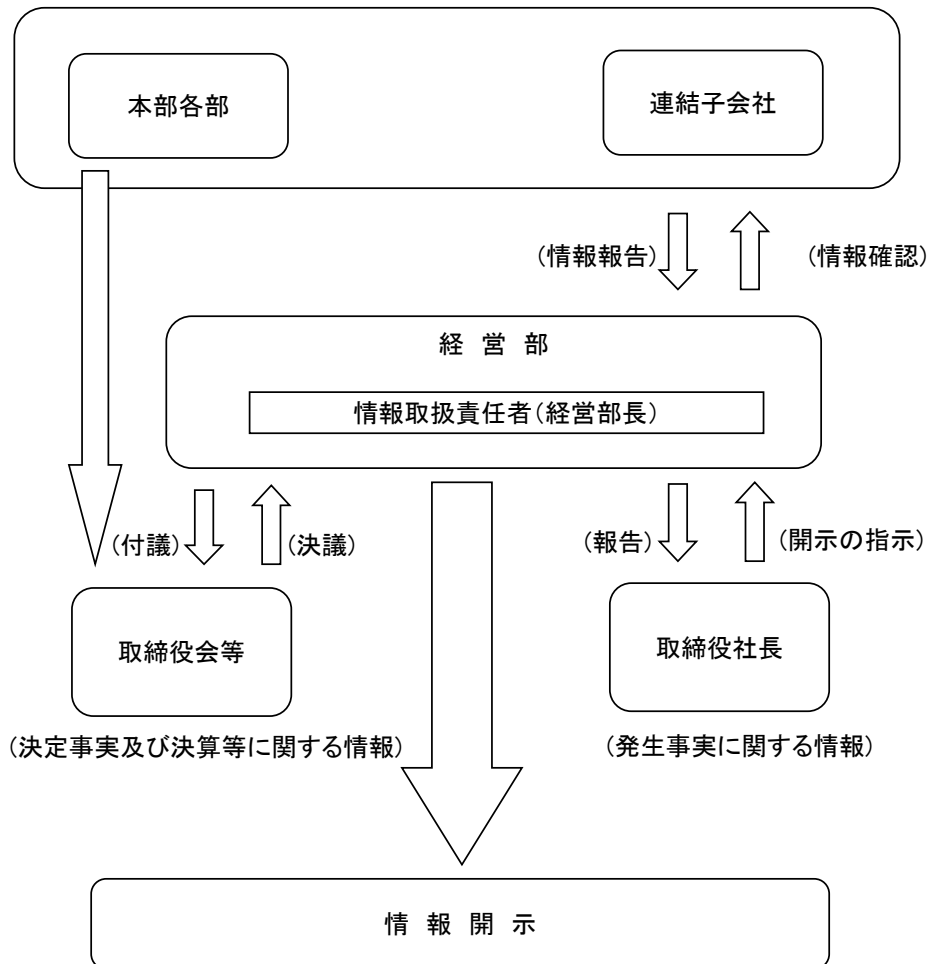 本部各部
連結子会社
(情報報告)
(情報確認)
経 営 部
情報取扱責任者(経営部長)
(付議)
(決議)
(報告)
(開示の指示)
取締役会等
取締役社長
(決定事実及び決算等に関する情報)
(発生事実に関する情報)
情 報 開 示